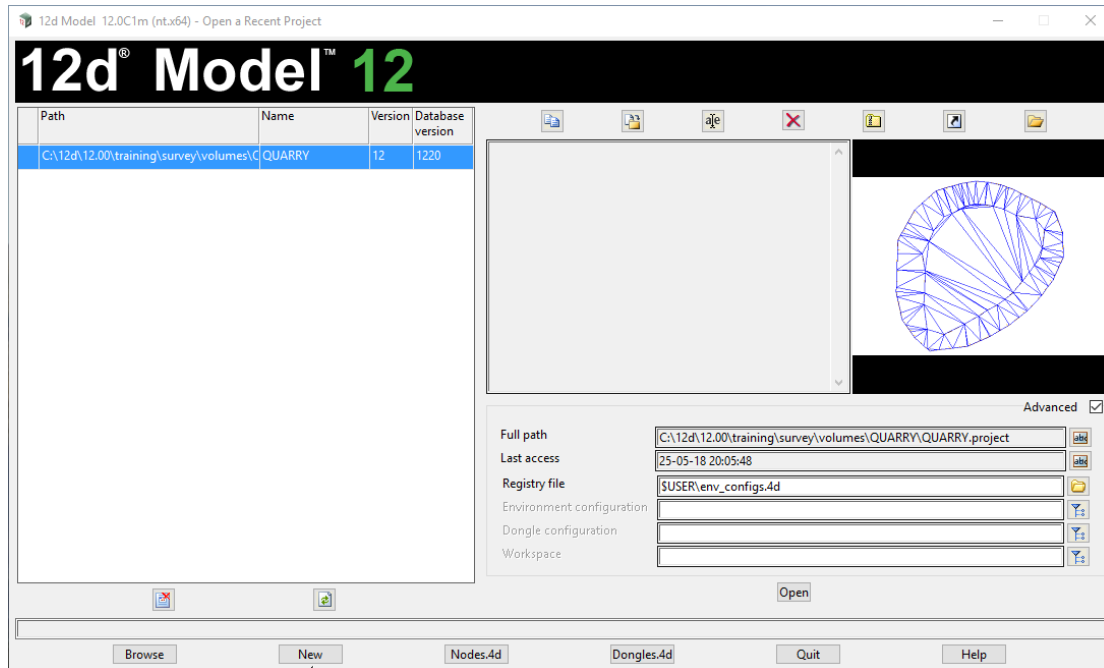 12d Model 12.0C1m (nt.x64) - Open a Recent Project
12d® Model™ 12
Path Name Version Database version
C:\12d\12.00\training\survey\volumes\C QUARRY 12 1220
abe
Advanced
Full path C:\12d\12.00\training\survey\volumes\QUARRY\QUARRY.project abc
Last access 25-05-18 20:05:48 abc
Registry file $USER\env_configs.4d
Environment configuration
Dongle configuration
Workspace
Open
Browse New Nodes.4d Dongles.4d Quit Help